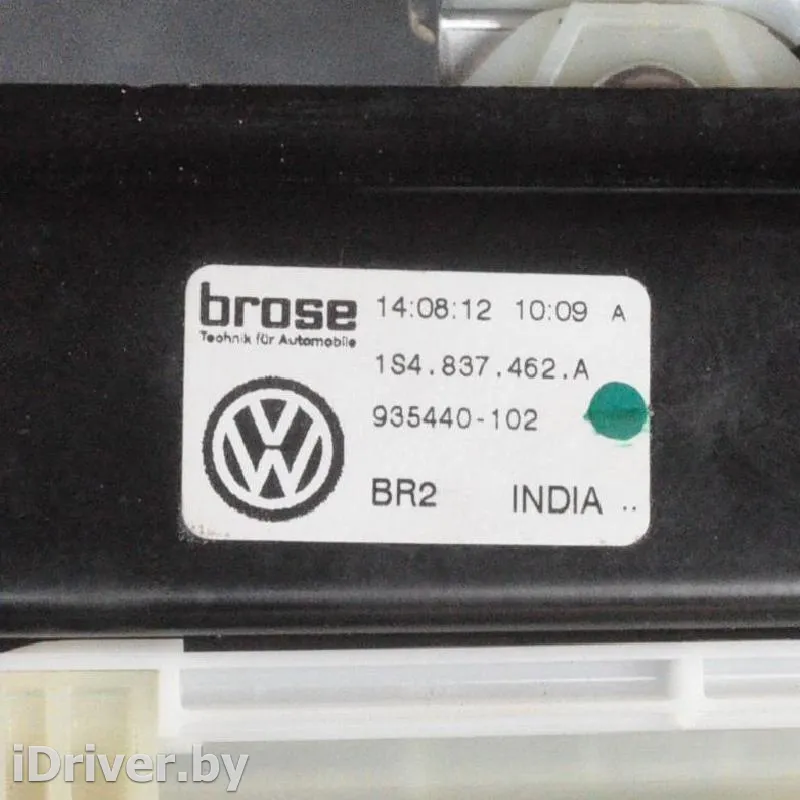 brose 14:08:12 10:09 A
Technik für Automobile
1S4.837.462.A
935440-102
BR2 INDIA ..
iDriver.by